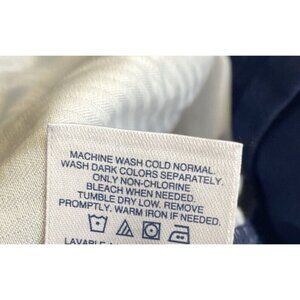 MACHINE WASH COLD NORMAL.
WASH DARK COLORS SEPARATELY.
ONLY NON-CHLORINE
BLEACH WHEN NEEDED.
TUMBLE DRY LOW. REMOVE
PROMPTLY. WARM IRON IF NEEDED.
LAVABLE